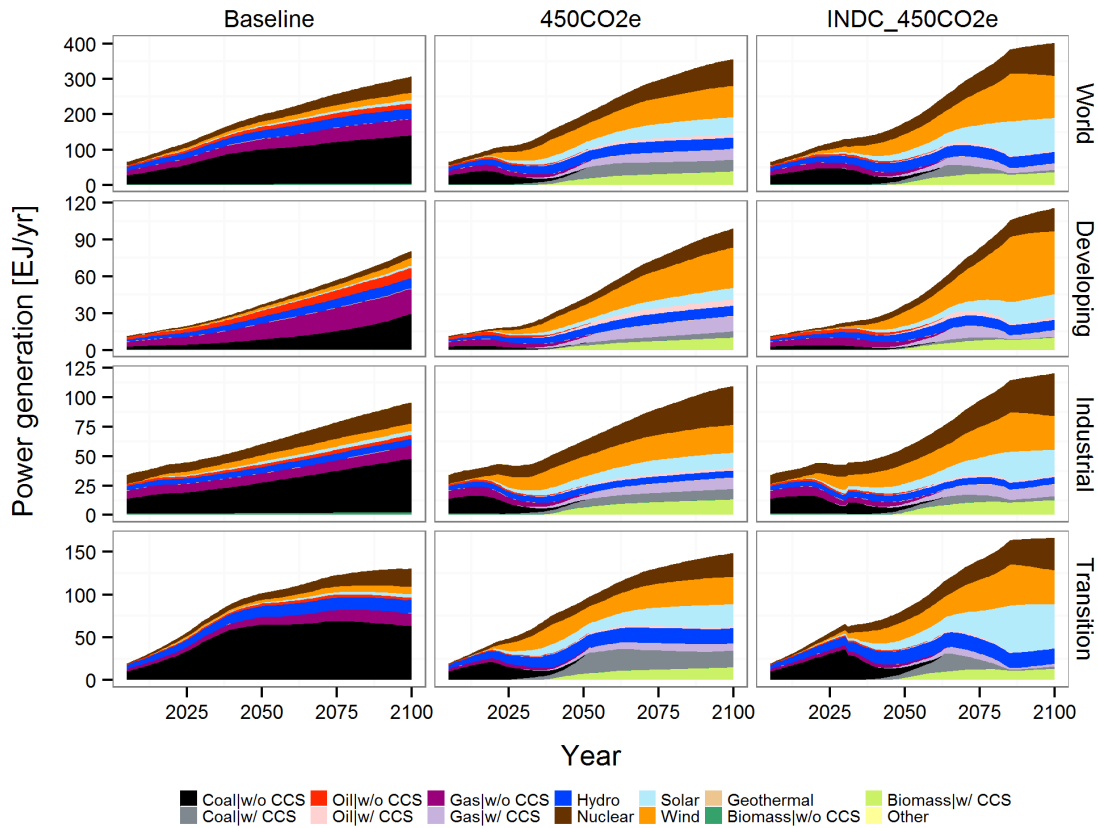 Baseline 450CO2e INDC_450CO2e
Power generation [EJ/yr]
400
300
200
100
0
World
120
90
60
30
0
Developing
125
100
75
50
25
0
Industrial
150
100
50
0
Transition
2025 2050 2075 2100 2025 2050 2075 2100 2025 2050 2075 2100
Year
Coal|w/o CCS Oil|w/o CCS Gas|w/o CCS Hydro Solar Geothermal Biomass|w/ CCS
Coal|w/ CCS Oil|w/ CCS Gas|w/ CCS Nuclear Wind Biomass|w/o CCS Other